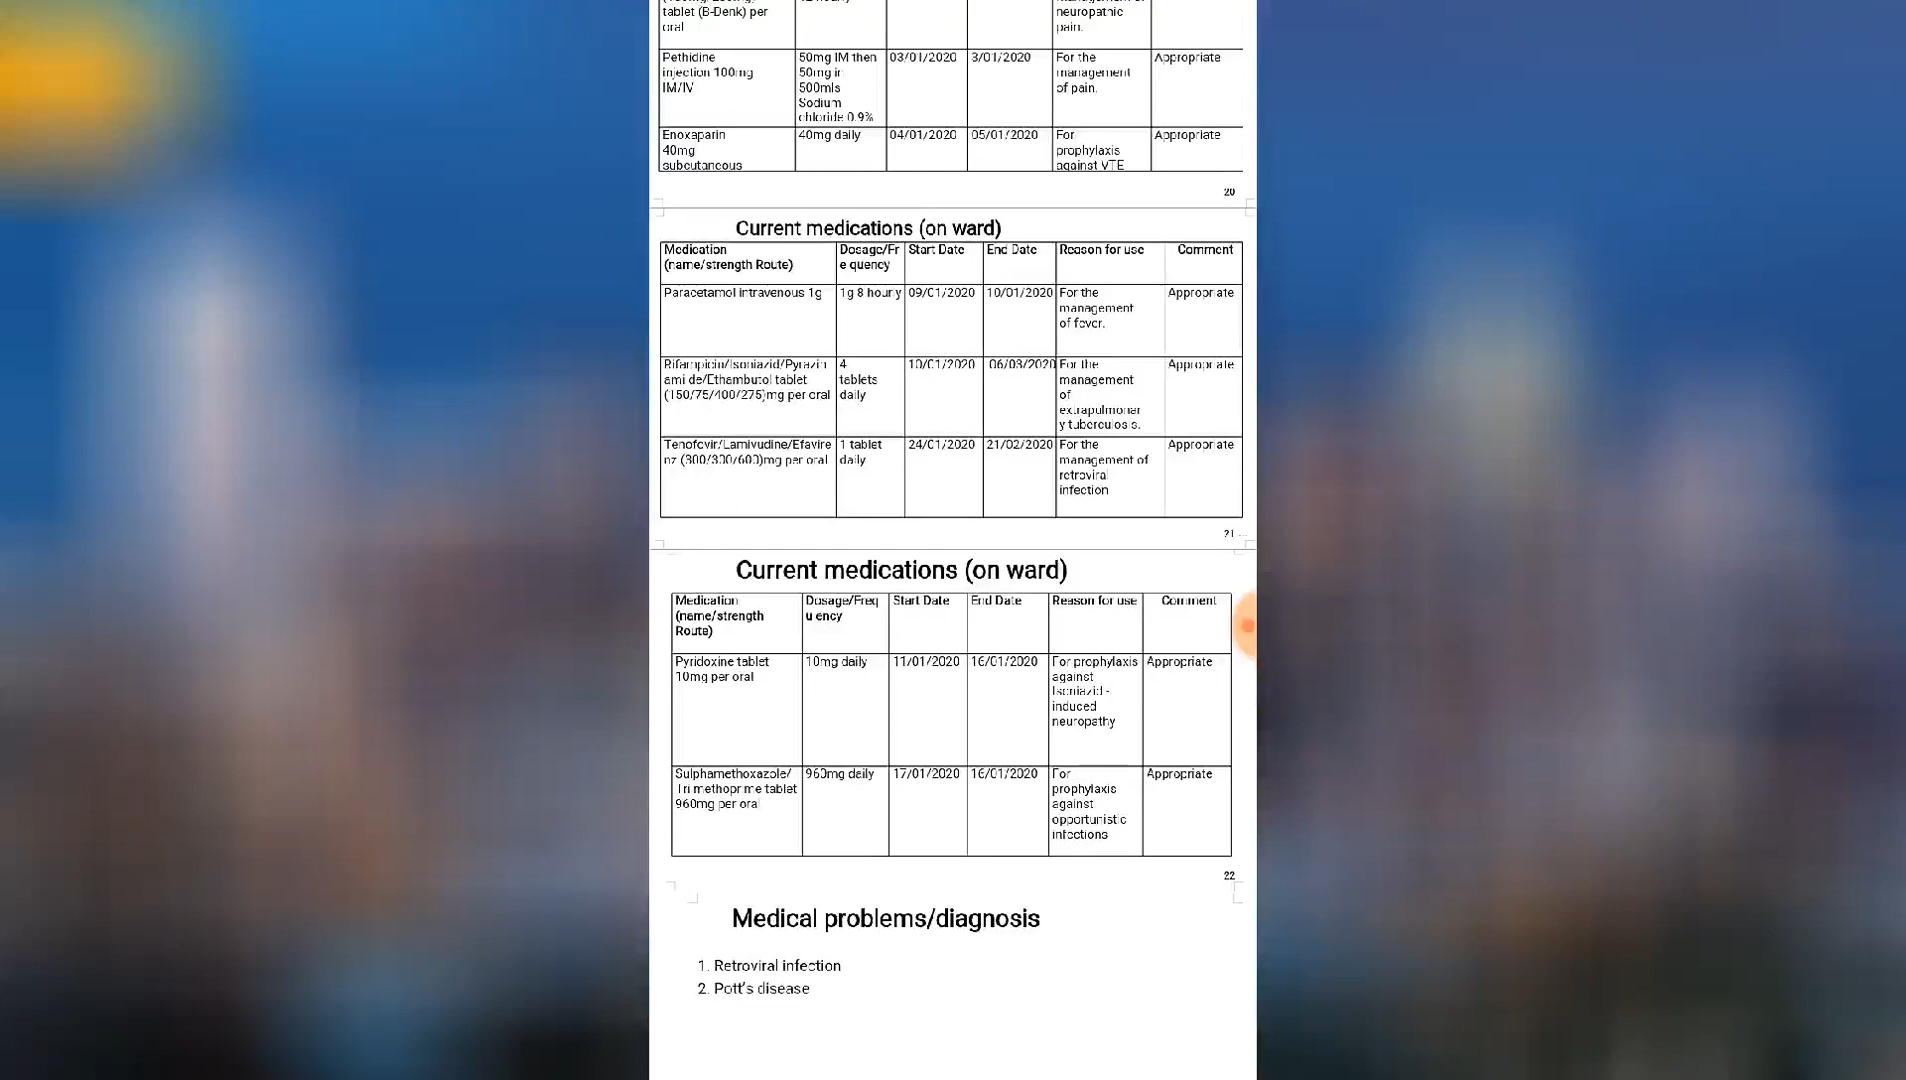 tablet (B-Denk) per
oral
neuropathic
pain.
Pethidine
injection 100mg
IM/IV
50mg IM then
50mg in
500mls
Sodium
chloride 0.9%
03/01/2020
3/01/2020
For the
management
of pain.
Appropriate
Enoxaparin
40mg
subcutaneous
40mg daily
04/01/2020
05/01/2020
For
prophylaxis
against VTE
Appropriate
20
Current medications (on ward)
Medication
(name/strength Route)
Dosage/Fr
e quency
Start Date
End Date
Reason for use
Comment
Paracetamol intravenous 1g
1g 8 hourly
09/01/2020
10/01/2020
For the
management
of fever.
Appropriate
Rifampicin/Isoniazid/Pyrazin
ami de/Ethambutol tablet
(150/75/400/275)mg per oral
4
tablets
daily
10/01/2020
06/03/2020
For the
management
of
extrapulmonar
y tuberculosis.
Appropriate
Tenofovir/Lamivudine/Efavire
nz (300/300/600)mg per oral
1 tablet
daily
24/01/2020
21/02/2020
For the
management of
retroviral
infection
Appropriate
21
Current medications (on ward)
Medication
(name/strength
Route)
Dosage/Freq
u ency
Start Date
End Date
Reason for use
Comment
Pyridoxine tablet
10mg per oral
10mg daily
11/01/2020
16/01/2020
For prophylaxis
against
Isoniazid -
induced
neuropathy
Appropriate
Sulphamethoxazole/
Tri methoprime tablet
960mg per oral
960mg daily
17/01/2020
16/01/2020
For
prophylaxis
against
opportunistic
infections
Appropriate
22
Medical problems/diagnosis
1. Retroviral infection
2. Pott's disease